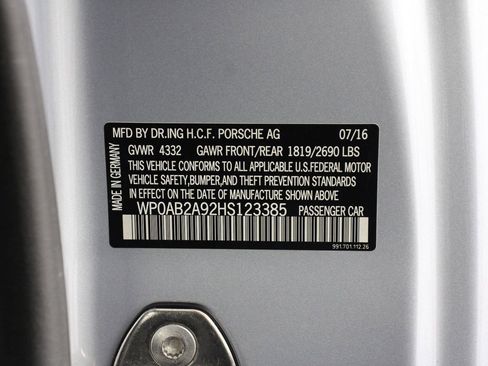 MFD BY DR.ING H.C.F. PORSCHE AG 07/16
GVWR 4332 GAWR FRONT/REAR 1819/2690 LBS
THIS VEHICLE CONFORMS TO ALL APPLICABLE U.S.FEDERAL MOTOR
VEHICLE SAFETY,BUMPER,AND THEFT PREVENTION STANDARDS
IN EFFECT ON THE DATE OF MANUFACTURE SHOWN ABOVE
WP0AB2A92HS123385 PASSENGER CAR
991.701.112.26
MADE IN GERMANY